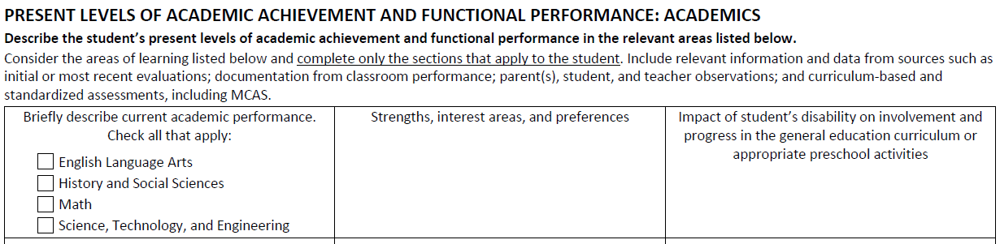 PRESENT LEVELS OF ACADEMIC ACHIEVEMENT AND FUNCTIONAL PERFORMANCE: ACADEMICS
Describe the student’s present levels of academic achievement and functional performance in the relevant areas listed below.
Consider the areas of learning listed below and complete only the sections that apply to the student. Include relevant information and data from sources such as
initial or most recent evaluations; documentation from classroom performance; parent(s), student, and teacher observations; and curriculum-based and
standardized assessments, including MCAS.
Briefly describe current academic performance.
Check all that apply:
English Language Arts
History and Social Sciences
Math
Science, Technology, and Engineering
Strengths, interest areas, and preferences
Impact of student’s disability on involvement and
progress in the general education curriculum or
appropriate preschool activities